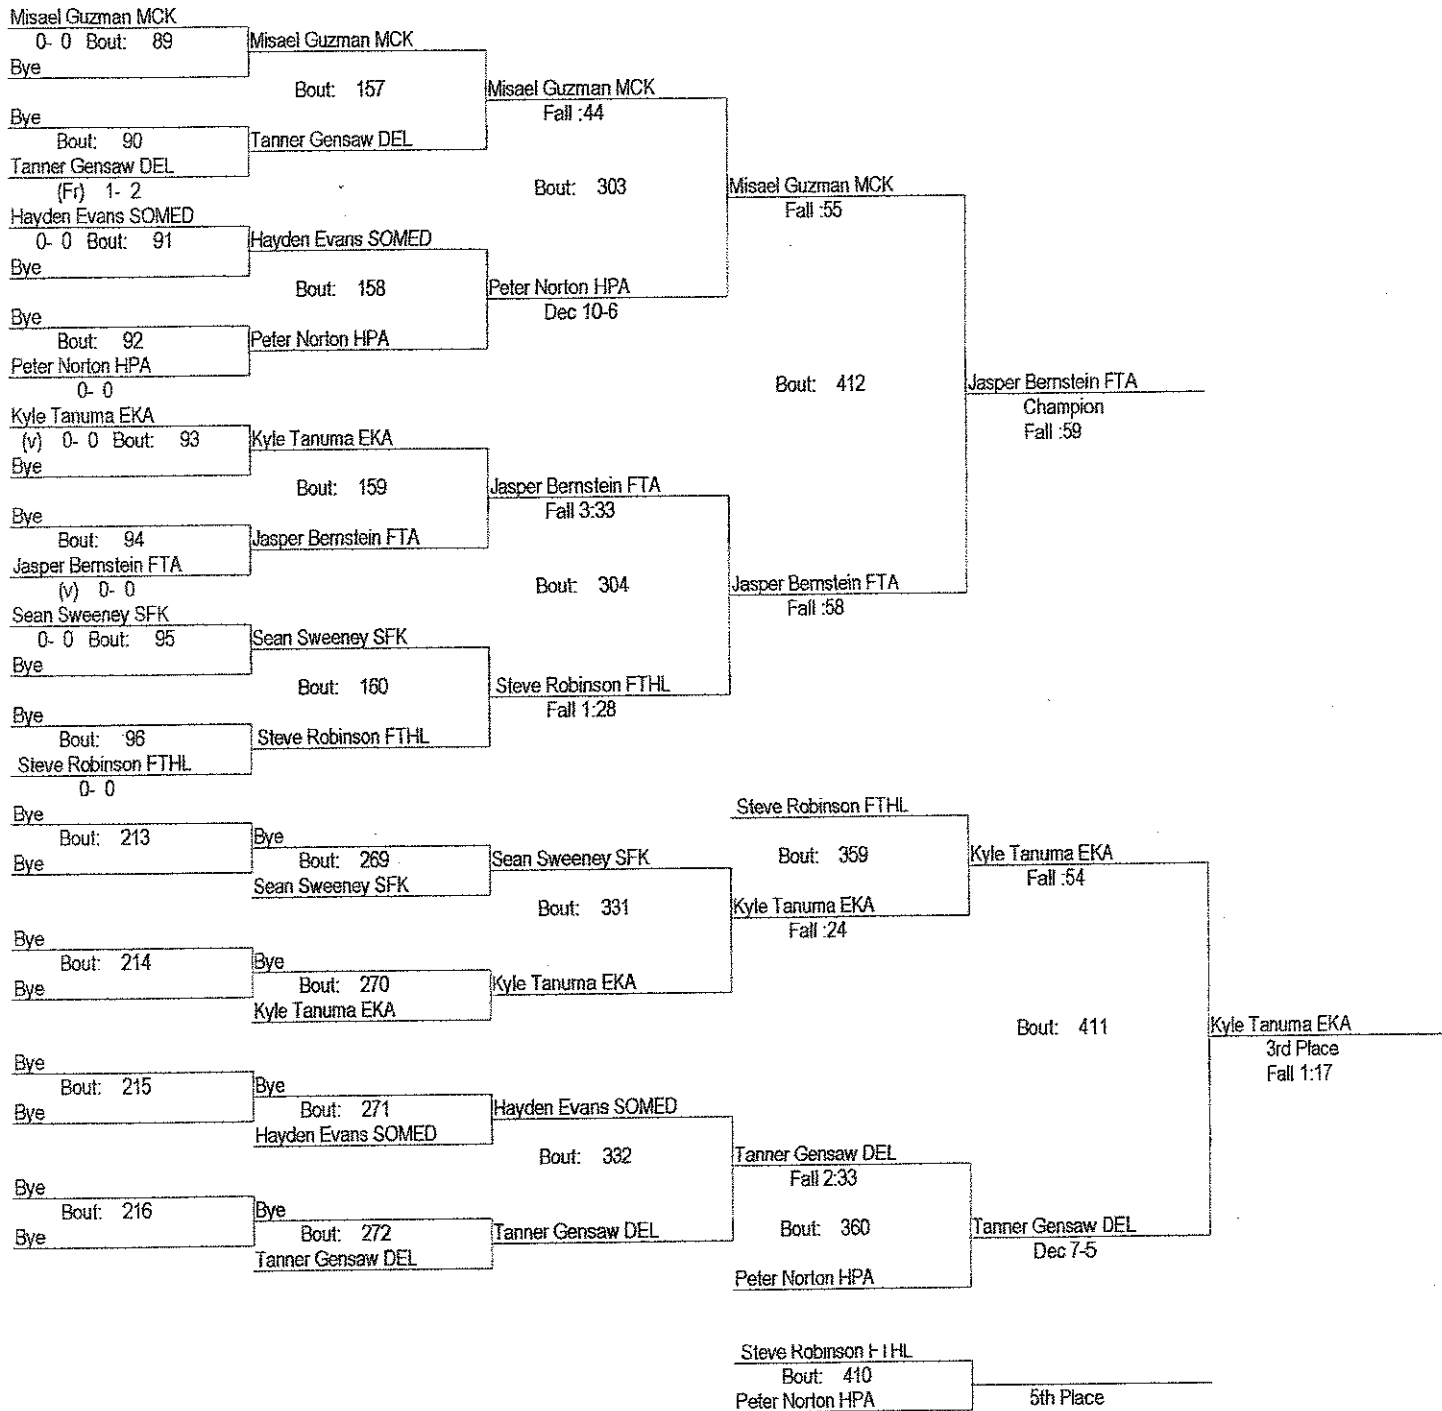 Misael Guzman MCK
0- 0 Bout: 89
Bye
Misael Guzman MCK
Bout: 157
Bye
Bout: 90
Tanner Gensaw DEL
(Fr) 1- 2
Tanner Gensaw DEL
Misael Guzman MCK
Fall :44
Bout: 303
Hayden Evans SOMED
0- 0 Bout: 91
Bye
Hayden Evans SOMED
Bout: 158
Bye
Bout: 92
Peter Norton HPA
0- 0
Peter Norton HPA
Peter Norton HPA
Dec 10-6
Misael Guzman MCK
Fall :55
Bout: 412
Kyle Tanuma EKA
(v) 0- 0 Bout: 93
Bye
Kyle Tanuma EKA
Bout: 159
Bye
Bout: 94
Jasper Bernstein FTA
(v) 0- 0
Jasper Bernstein FTA
Jasper Bernstein FTA
Fall 3:33
Bout: 304
Sean Sweeney SFK
0- 0 Bout: 95
Bye
Sean Sweeney SFK
Bout: 160
Bye
Bout: 96
Steve Robinson FTHL
0- 0
Steve Robinson FTHL
Steve Robinson FTHL
Fall 1:28
Jasper Bernstein FTA
Fall :58
Jasper Bernstein FTA
Champion
Fall :59
Bye
Bout: 213
Bye
Bye
Bout: 269
Sean Sweeney SFK
Sean Sweeney SFK
Bout: 331
Bye
Bout: 214
Bye
Bye
Bout: 270
Kyle Tanuma EKA
Kyle Tanuma EKA
Steve Robinson FTHL
Bout: 359
Kyle Tanuma EKA
Fall :24
Kyle Tanuma EKA
Fall :54
Bout: 411
Bye
Bout: 215
Bye
Bye
Bout: 271
Hayden Evans SOMED
Hayden Evans SOMED
Bout: 332
Bye
Bout: 216
Bye
Bye
Bout: 272
Tanner Gensaw DEL
Tanner Gensaw DEL
Tanner Gensaw DEL
Fall 2:33
Bout: 360
Peter Norton HPA
Tanner Gensaw DEL
Dec 7-5
Kyle Tanuma EKA
3rd Place
Fall 1:17
Steve Robinson FTHL
Bout: 410
Peter Norton HPA
5th Place